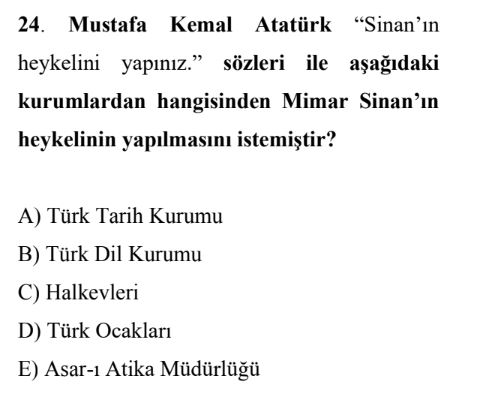 24. Mustafa Kemal Atatürk “Sinan’ın
heykelini yapınız.” sözleri ile aşağıdaki
kurumlardan hangisinden Mimar Sinan’ın
heykelinin yapılmasını istemiştir?
A) Türk Tarih Kurumu
B) Türk Dil Kurumu
C) Halkevleri
D) Türk Ocakları
E) Asar-ı Atika Müdürlüğü